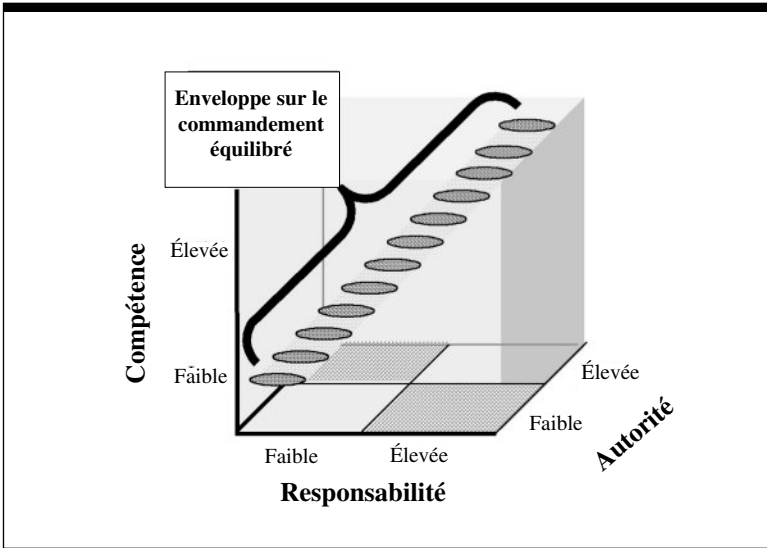 Enveloppe sur le
commandement
équilibré
Compétence
Élevée
Faible
Faible
Élevée
Responsabilité
Élevée
Faible
Autorité